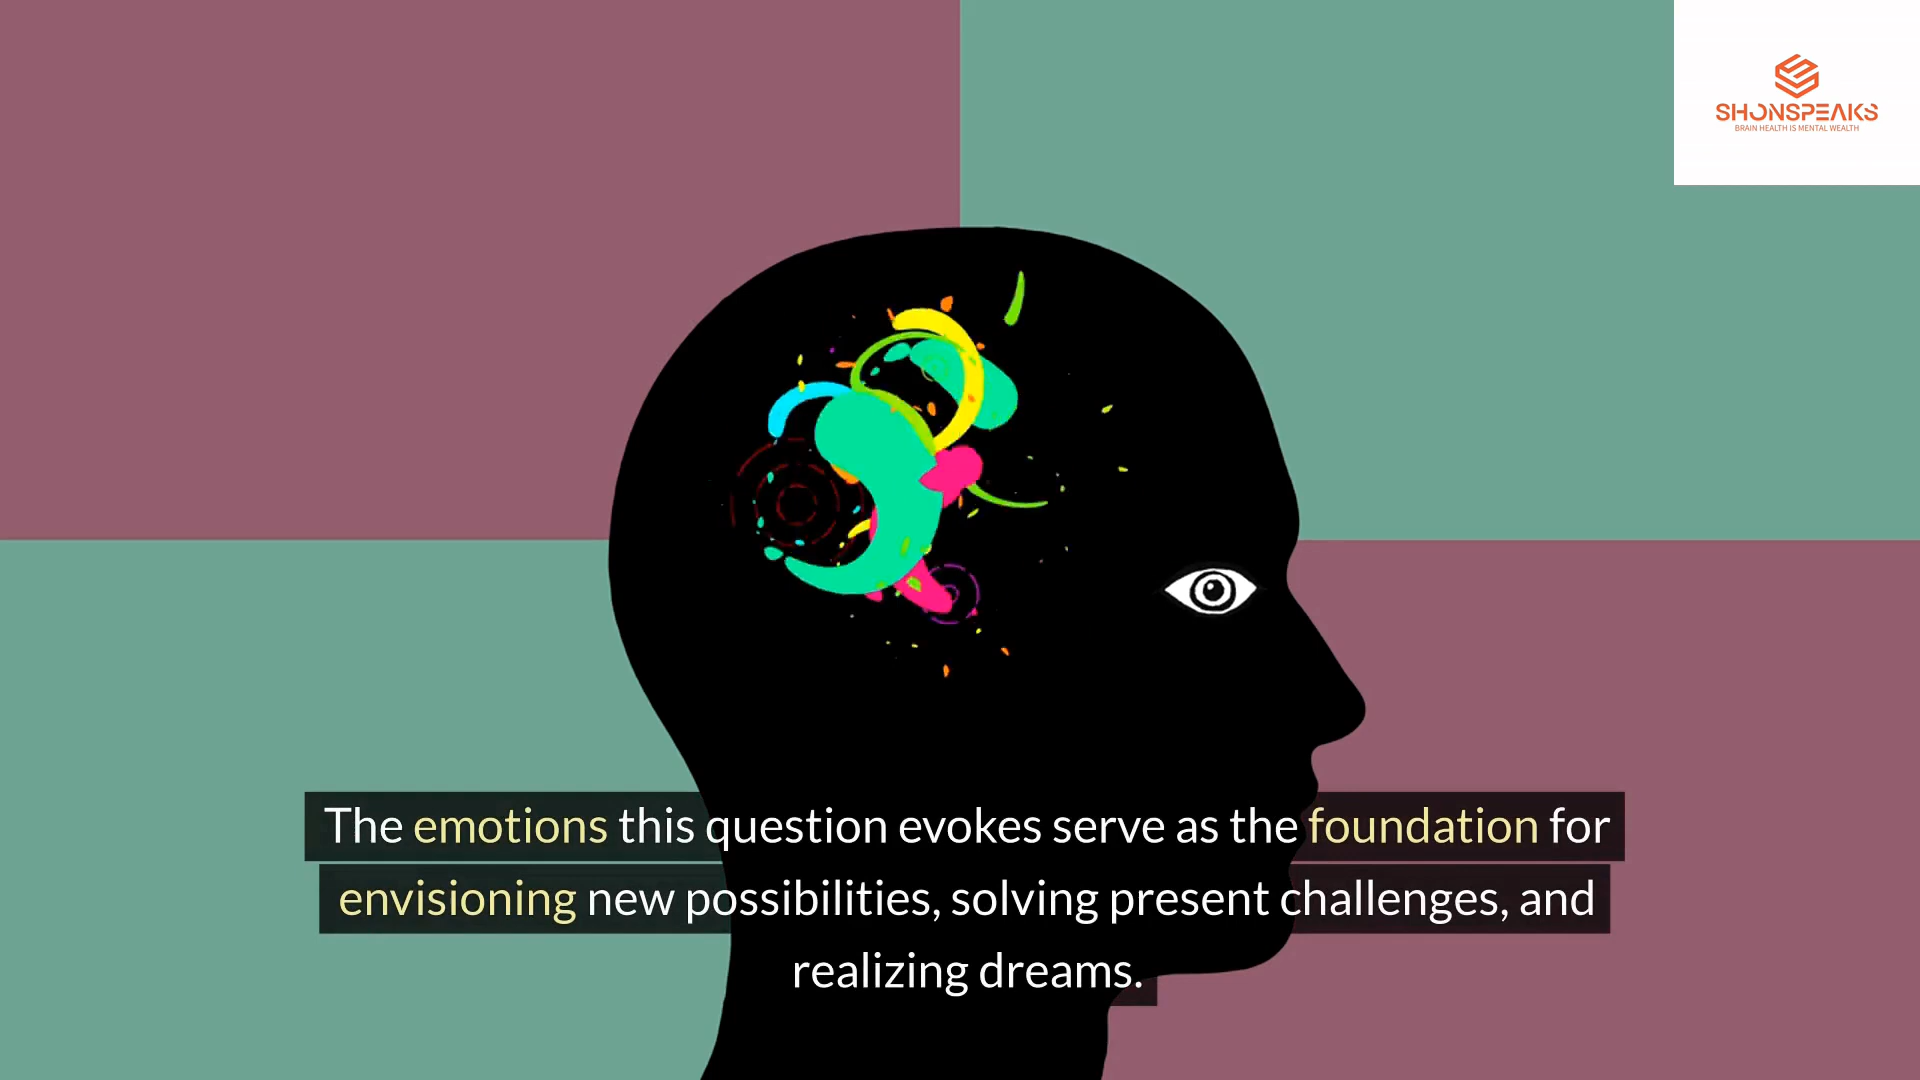 SHONSPEAKS
BRAIN HEALTH IS MENTAL WEALTH
The emotions this question evokes serve as the foundation for
envisioning new possibilities, solving present challenges, and
realizing dreams.